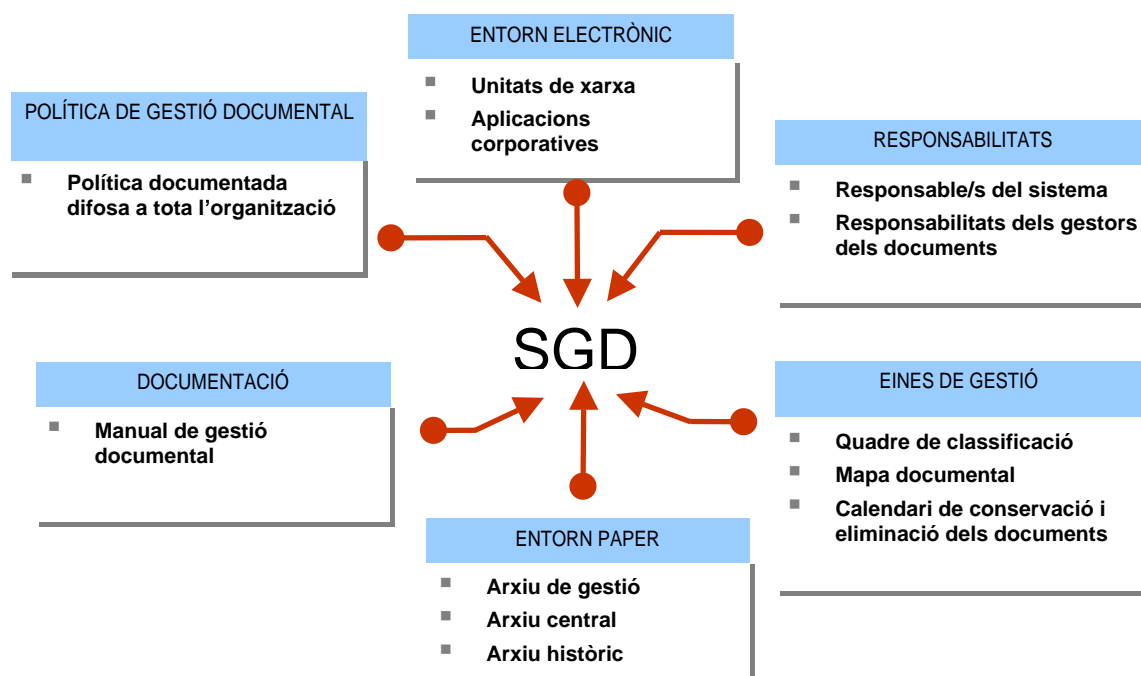 ENTORN ELECTRÒNIC
Unitats de xarxa
Aplicacions
corporatives
POLÍTICA DE GESTIÓ DOCUMENTAL
Política documentada
difosa a tota l’organització
RESPONSABILITATS
Responsable/s del sistema
Responsabilitats dels gestors
dels documents
SGD
DOCUMENTACIÓ
Manual de gestió
documental
EINES DE GESTIÓ
Quadre de classificació
Mapa documental
Calendari de conservació i
eliminació dels documents
ENTORN PAPER
Arxiu de gestió
Arxiu central
Arxiu històric